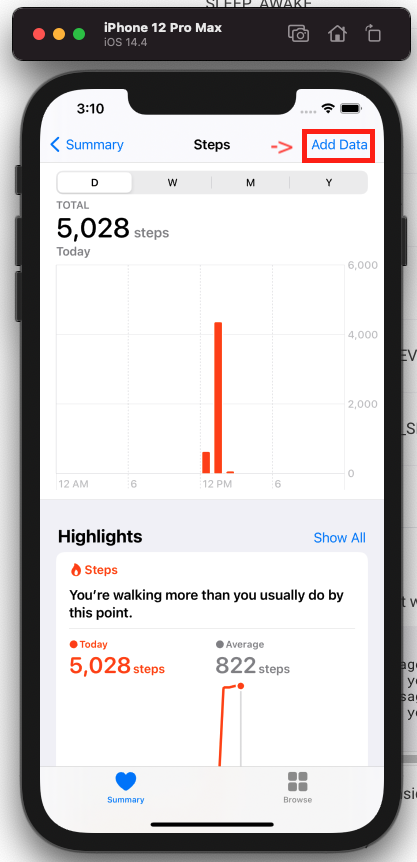 SLEEP_AWAKE
iPhone 12 Pro Max
iOS 14.4
3:10
Summary
Steps
->
Add Data
D W M Y
TOTAL
5,028 steps
Today
6,000
4,000
2,000
0
12 AM 6 12 PM 6
Highlights
Show All
Steps
You're walking more than you usually do by
this point.
Today
Average
5,028 steps
822 steps
Summary
Browse